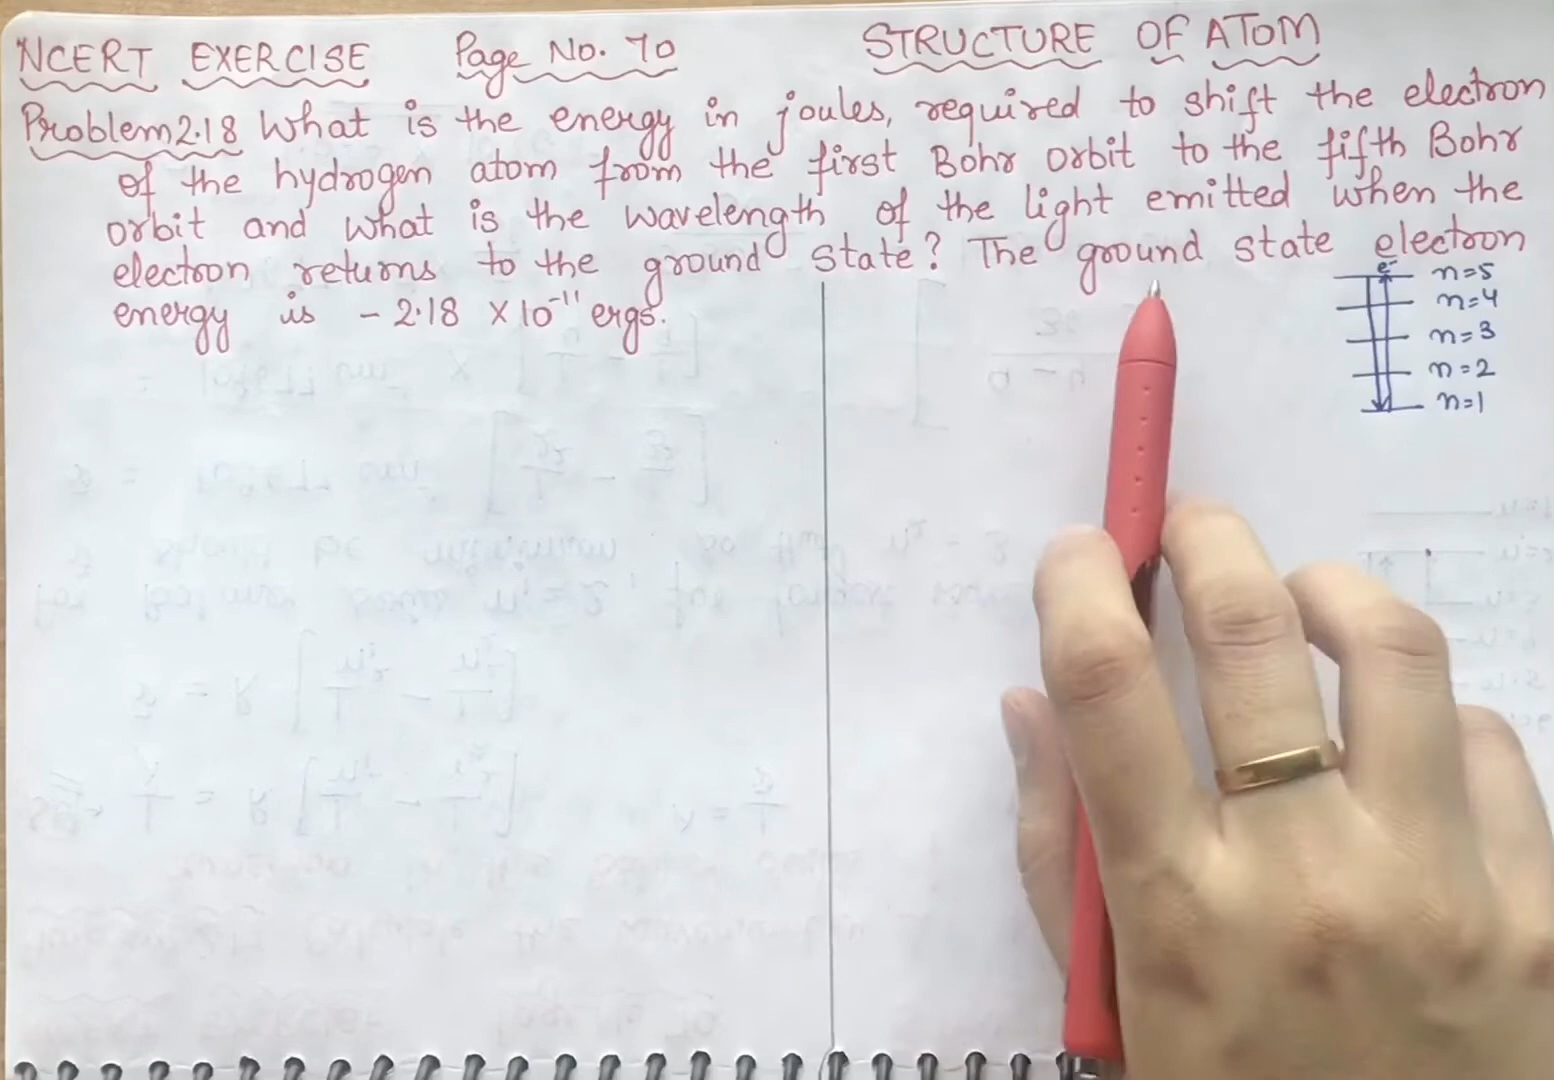 NCERT EXERCISE Page No. 70 STRUCTURE OF ATOM
Problem 2.18 What is the energy in joules, required to shift the electron
of the hydrogen atom from the first Bohr orbit to the fifth Bohr
orbit and what is the wavelength of the light emitted when the
electron returns to the ground state? The ground state electron
energy is - 2.18 × 10⁻¹¹ ergs.
e⁻ n=5
n=4
n=3
n=2
n=1